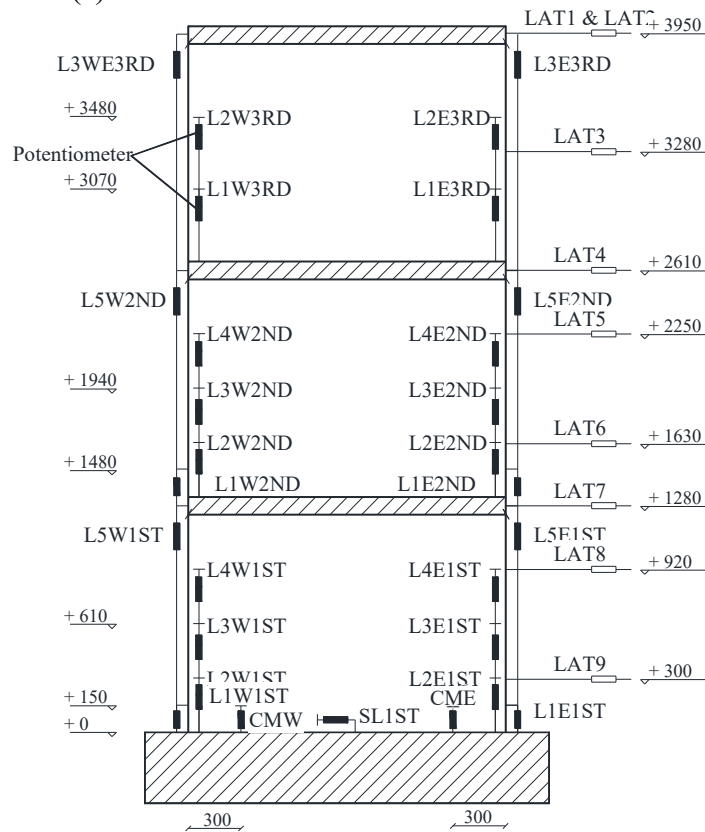 LAT1 & LAT2
+ 3950
L3WE3RD
L3E3RD
+ 3480
L2W3RD
L2E3RD
LAT3
+ 3280
Potentiometer
+ 3070
L1W3RD
L1E3RD
LAT4
+ 2610
L5W2ND
L5E2ND
LAT5
+ 2250
L4W2ND
L4E2ND
+ 1940
L3W2ND
L3E2ND
LAT6
+ 1630
L2W2ND
L2E2ND
+ 1480
L1W2ND
L1E2ND
LAT7
+ 1280
L5W1ST
L5E1ST
LAT8
+ 920
L4W1ST
L4E1ST
+ 610
L3W1ST
L3E1ST
LAT9
+ 300
L2W1ST
L2E1ST
+ 150
L1W1ST
CME
L1E1ST
+ 0
CMW
SL1ST
300
300